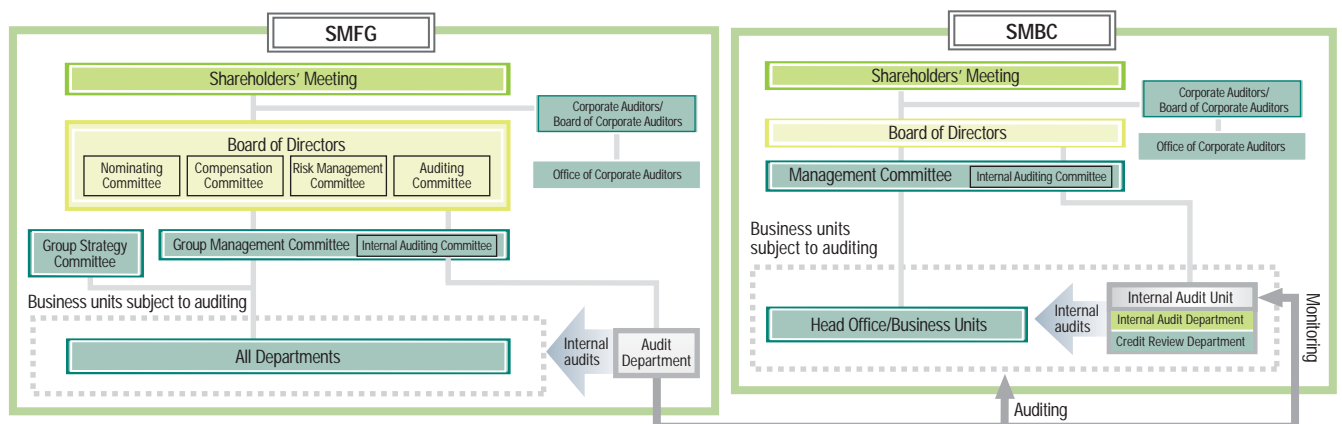 SMFG
Shareholders' Meeting
Corporate Auditors/
Board of Corporate Auditors
Office of Corporate Auditors
Board of Directors
Nominating
Committee
Compensation
Committee
Risk Management
Committee
Auditing
Committee
Group Strategy
Committee
Group Management Committee
Internal Auditing Committee
Business units subject to auditing
All Departments
Internal
audits
Audit
Department
SMBC
Shareholders' Meeting
Corporate Auditors/
Board of Corporate Auditors
Office of Corporate Auditors
Board of Directors
Management Committee
Internal Auditing Committee
Business units
subject to auditing
Head Office/Business Units
Internal
audits
Internal Audit Unit
Internal Audit Department
Credit Review Department
Monitoring
Auditing